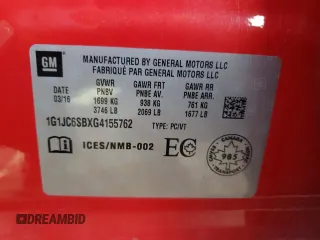 GM
MANUFACTURED BY GENERAL MOTORS LLC
FABRIQUÉ PAR GENERAL MOTORS LLC
GVWR GAWR FRT GAWR RR
03/16 PNBV PNBE AV. PNBE ARR.
1699 KG 938 KG 761 KG
3746 LB 2069 LB 1677 LB
1G1JC6SBXG4155762 TYPE: PC/VT
ICES/NMB-002
CANADA
985
TRANSPORT
DREAMBID